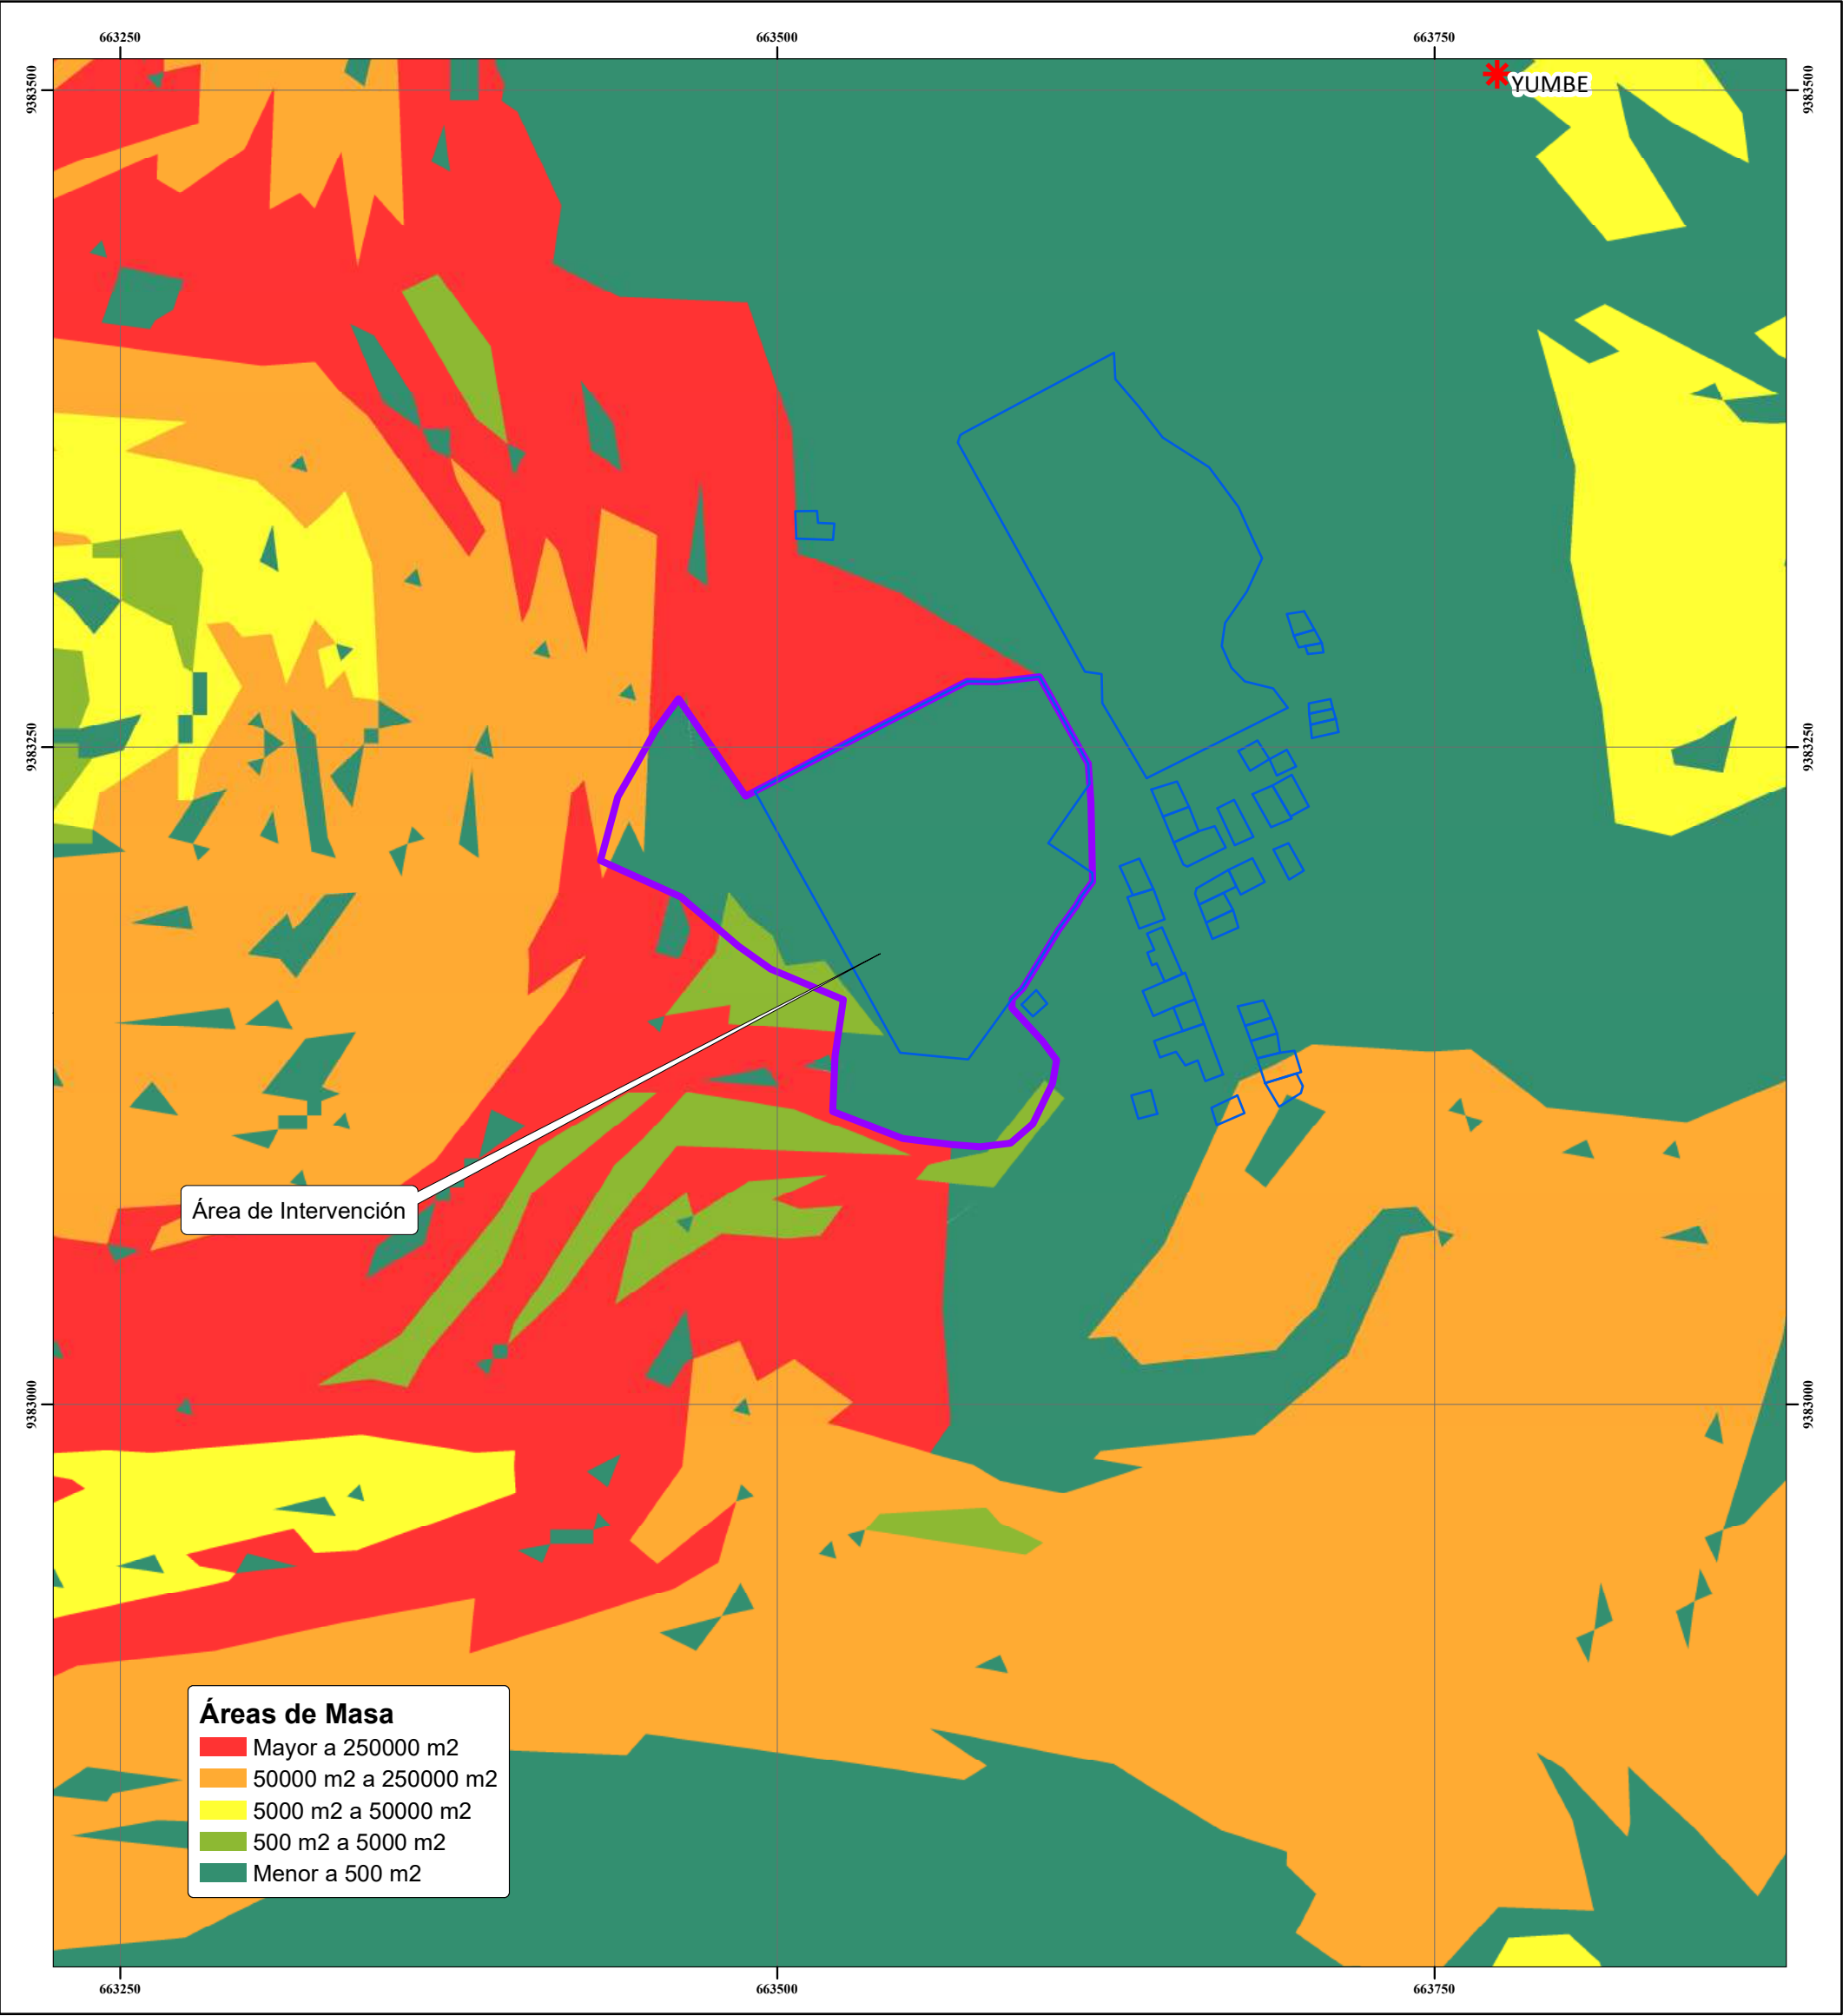 663250 663500 663750
9383500 9383500
YUMBE
9383250 9383250
Área de Intervención
9383000 9383000
Áreas de Masa
Mayor a 250000 m2
50000 m2 a 250000 m2
5000 m2 a 50000 m2
500 m2 a 5000 m2
Menor a 500 m2
663250 663500 663750